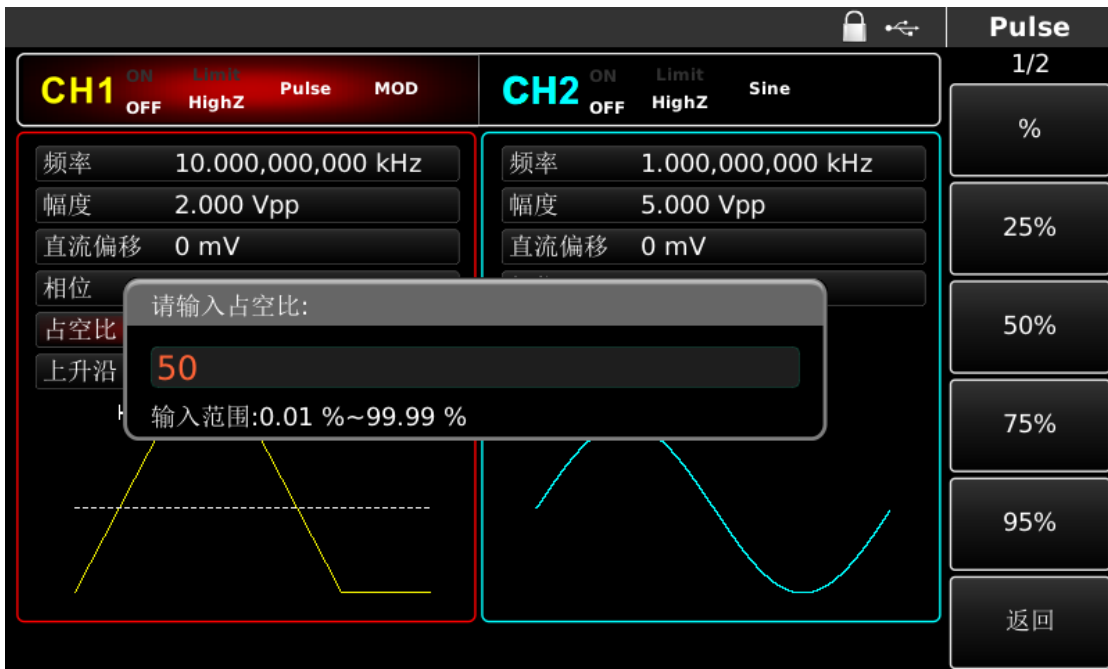 Pulse
1/2
CH1 ON OFF Limit HighZ Pulse MOD
CH2 ON OFF Limit HighZ Sine
频率 10.000,000,000 kHz
幅度 2.000 Vpp
直流偏移 0 mV
相位
占空比
上升沿
频率 1.000,000,000 kHz
幅度 5.000 Vpp
直流偏移 0 mV
请输入占空比:
50
输入范围:0.01 %~99.99 %
%
25%
50%
75%
95%
返回